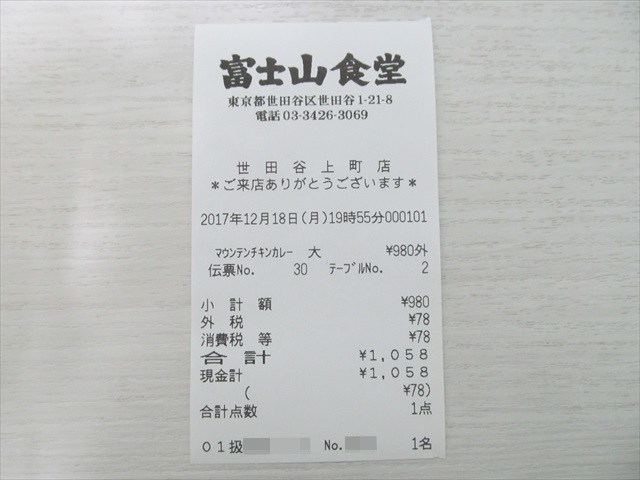 富士山食堂
東京都世田谷区世田谷1-21-8
電話03-3426-3069
世田谷上町店
*ご来店ありがとうございます*
2017年12月18日(月)19時55分000101
ﾏｳﾝﾃﾝﾁｷﾝｶﾚｰ 大 ¥980外
伝票No. 30 ﾃｰﾌﾞﾙNo. 2
小計額 ¥980
外税 ¥78
消費税等 ¥78
合計 ¥1,058
現金計 ¥1,058
( ¥78)
合計点数 1点
01扱 No. 1名